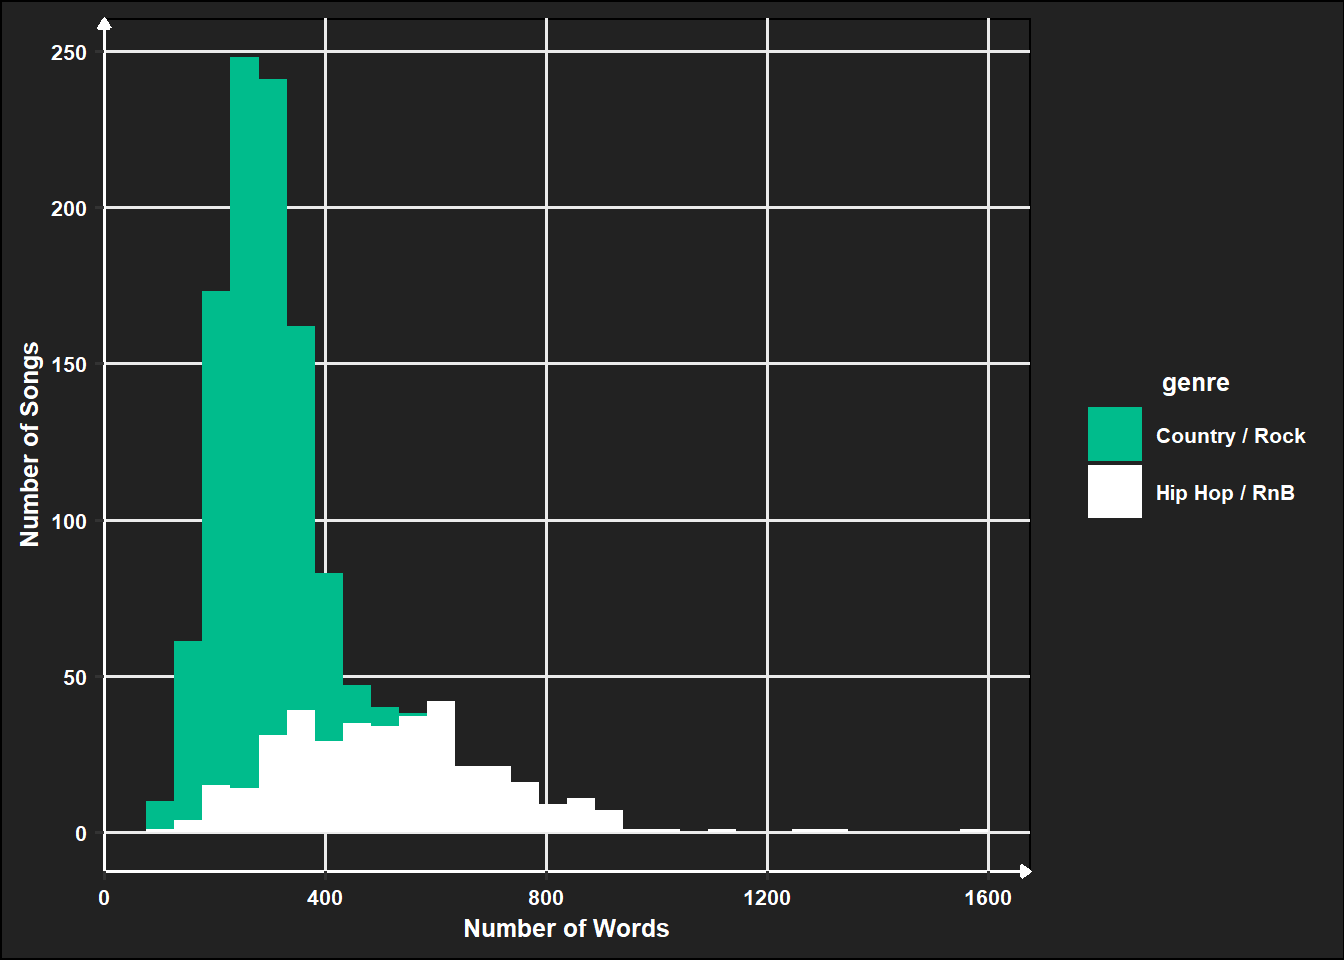 250
200
150
100
50
0
Number of Songs
0 400 800 1200 1600
Number of Words
genre
Country / Rock
Hip Hop / RnB